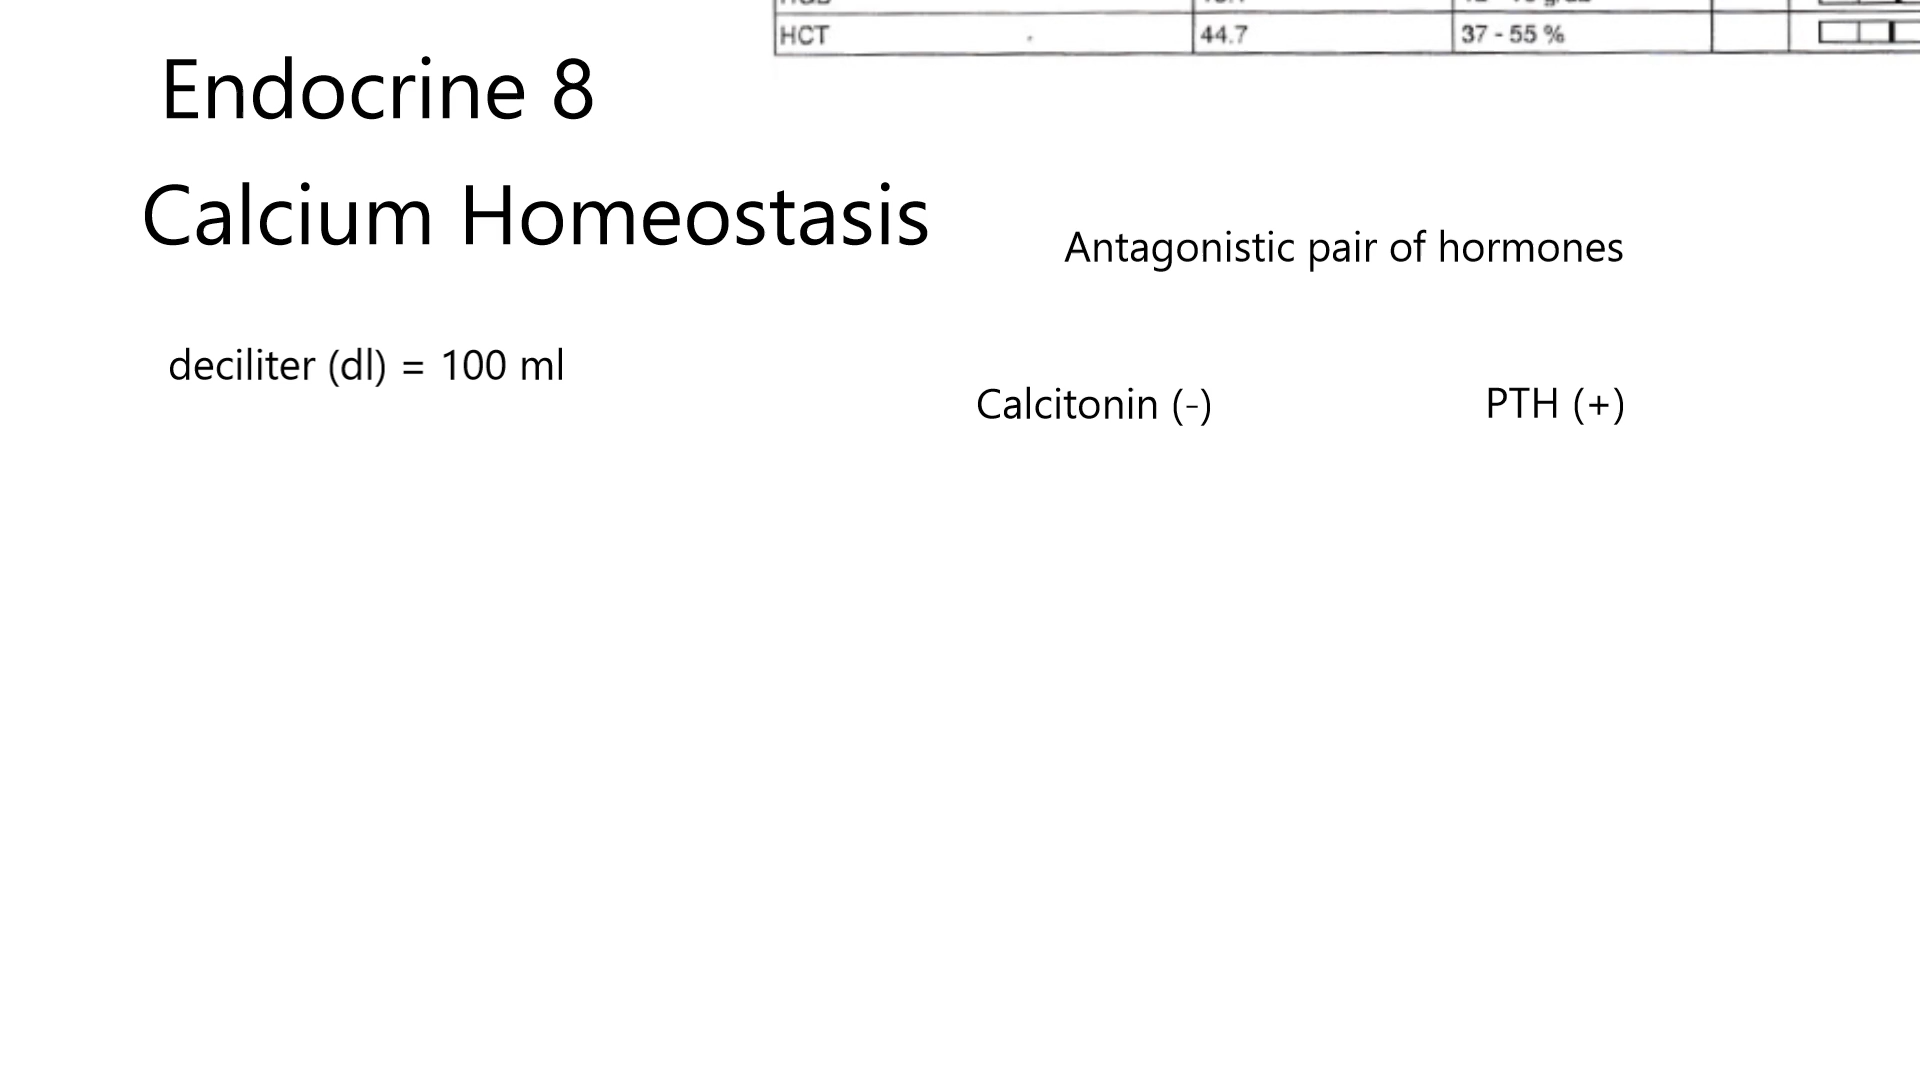 HCT 44.7 37 - 55 %
Endocrine 8
Calcium Homeostasis
Antagonistic pair of hormones
deciliter (dl) = 100 ml
Calcitonin (-) PTH (+)